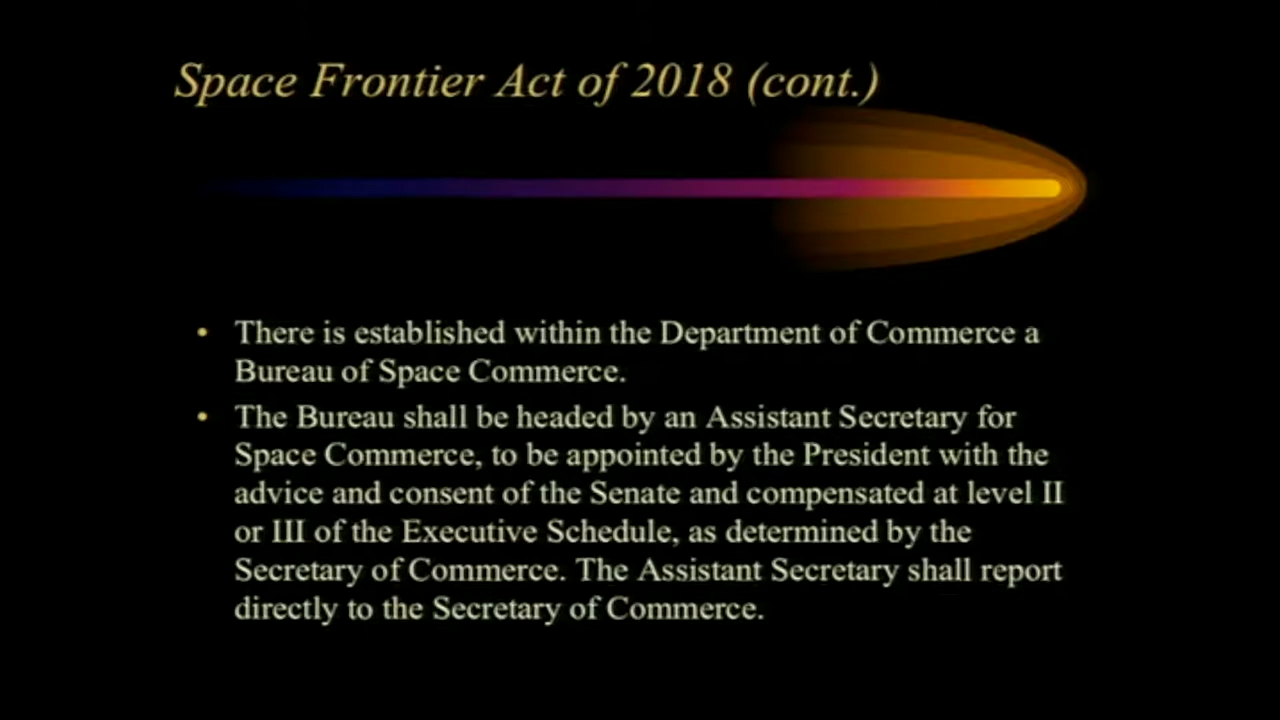 Space Frontier Act of 2018 (cont.)
• There is established within the Department of Commerce a
Bureau of Space Commerce.
• The Bureau shall be headed by an Assistant Secretary for
Space Commerce, to be appointed by the President with the
advice and consent of the Senate and compensated at level II
or III of the Executive Schedule, as determined by the
Secretary of Commerce. The Assistant Secretary shall report
directly to the Secretary of Commerce.